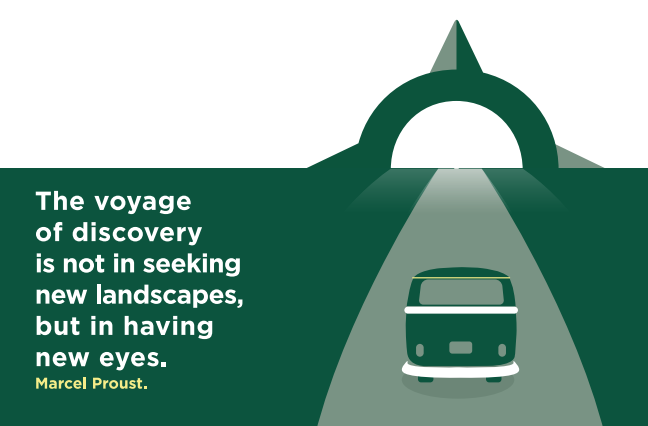 The voyage
of discovery
is not in seeking
new landscapes,
but in having
new eyes.
Marcel Proust.